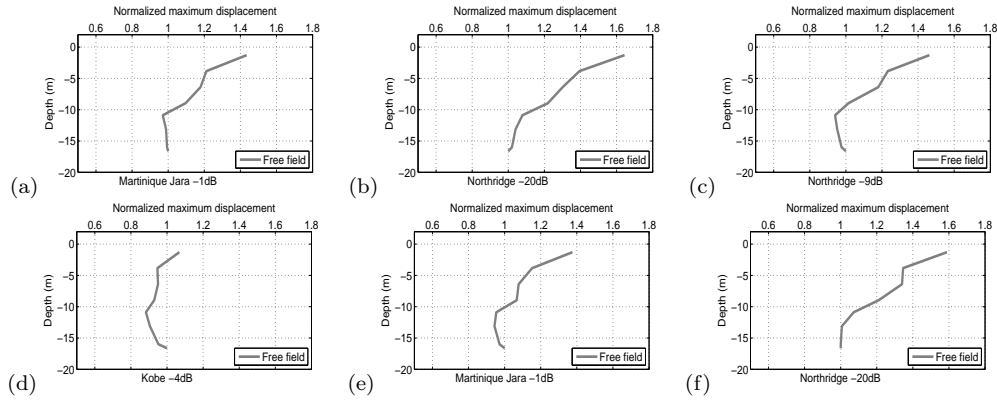 Normalized maximum displacement
0.6 0.8 1 1.2 1.4 1.6 1.8
0
−5
−10
−15
−20
Depth (m)
Free field
(a)
Martinique Jara −1dB
Normalized maximum displacement
0.6 0.8 1 1.2 1.4 1.6 1.8
0
−5
−10
−15
−20
Depth (m)
Free field
(b)
Northridge −20dB
Normalized maximum displacement
0.6 0.8 1 1.2 1.4 1.6 1.8
0
−5
−10
−15
−20
Depth (m)
Free field
(c)
Northridge −9dB
Normalized maximum displacement
0.6 0.8 1 1.2 1.4 1.6 1.8
0
−5
−10
−15
−20
Depth (m)
Free field
(d)
Kobe −4dB
Normalized maximum displacement
0.6 0.8 1 1.2 1.4 1.6 1.8
0
−5
−10
−15
−20
Depth (m)
Free field
(e)
Martinique Jara −1dB
Normalized maximum displacement
0.6 0.8 1 1.2 1.4 1.6 1.8
0
−5
−10
−15
−20
Depth (m)
Free field
(f)
Northridge −20dB